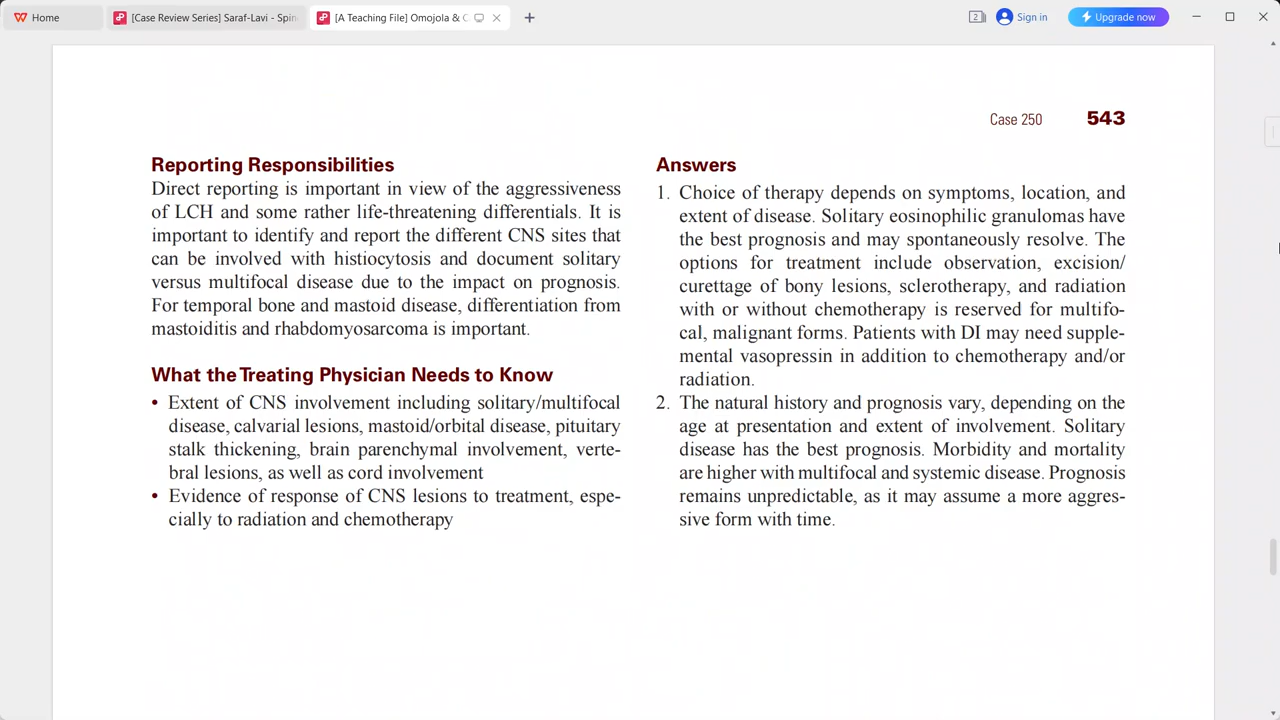 Home
[Case Review Series] Saraf-Lavi - Spin
[A Teaching File] Omojola & C
2
Sign in
Upgrade now
Case 250 543
Reporting Responsibilities
Direct reporting is important in view of the aggressiveness
of LCH and some rather life-threatening differentials. It is
important to identify and report the different CNS sites that
can be involved with histiocytosis and document solitary
versus multifocal disease due to the impact on prognosis.
For temporal bone and mastoid disease, differentiation from
mastoiditis and rhabdomyosarcoma is important.
What the Treating Physician Needs to Know
• Extent of CNS involvement including solitary/multifocal
disease, calvarial lesions, mastoid/orbital disease, pituitary
stalk thickening, brain parenchymal involvement, verte-
bral lesions, as well as cord involvement
• Evidence of response of CNS lesions to treatment, espe-
cially to radiation and chemotherapy
Answers
1. Choice of therapy depends on symptoms, location, and
extent of disease. Solitary eosinophilic granulomas have
the best prognosis and may spontaneously resolve. The
options for treatment include observation, excision/
curettage of bony lesions, sclerotherapy, and radiation
with or without chemotherapy is reserved for multifo-
cal, malignant forms. Patients with DI may need supple-
mental vasopressin in addition to chemotherapy and/or
radiation.
2. The natural history and prognosis vary, depending on the
age at presentation and extent of involvement. Solitary
disease has the best prognosis. Morbidity and mortality
are higher with multifocal and systemic disease. Prognosis
remains unpredictable, as it may assume a more aggres-
sive form with time.